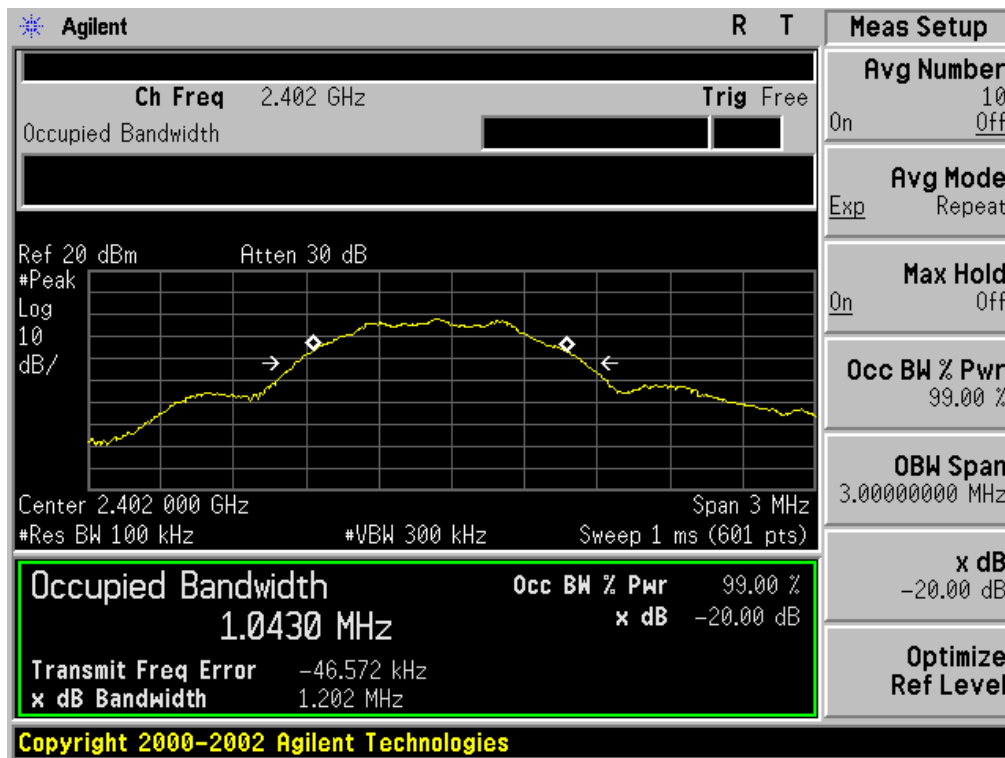 Agilent R T
Ch Freq 2.402 GHz Trig Free
Occupied Bandwidth
Ref 20 dBm Atten 30 dB
#Peak
Log
10
dB/
Center 2.402 000 GHz Span 3 MHz
#Res BW 100 kHz #VBW 300 kHz Sweep 1 ms (601 pts)
Occupied Bandwidth
1.0430 MHz
Occ BW % Pwr 99.00 %
x dB -20.00 dB
Transmit Freq Error -46.572 kHz
x dB Bandwidth 1.202 MHz
Copyright 2000-2002 Agilent Technologies
Meas Setup
Avg Number
10
On Off
Avg Mode
Exp Repeat
Max Hold
On Off
Occ BW % Pwr
99.00 %
OBW Span
3.00000000 MHz
x dB
-20.00 dB
Optimize
Ref Level